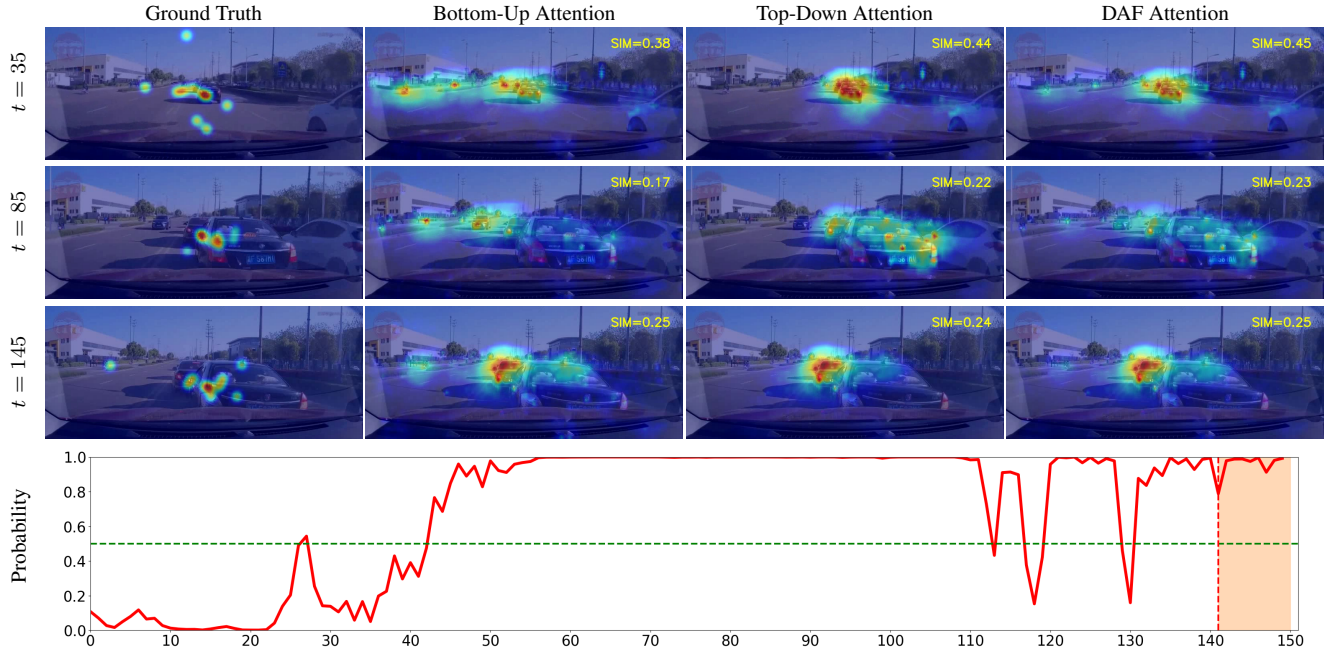 Ground Truth
Bottom-Up Attention
Top-Down Attention
DAF Attention
t = 35
SIM=0.38
SIM=0.44
SIM=0.45
t = 85
SIM=0.17
SIM=0.22
SIM=0.23
t = 145
SIM=0.25
SIM=0.24
SIM=0.25
Probability
1.0
0.8
0.6
0.4
0.2
0.0
0 10 20 30 40 50 60 70 80 90 100 110 120 130 140 150